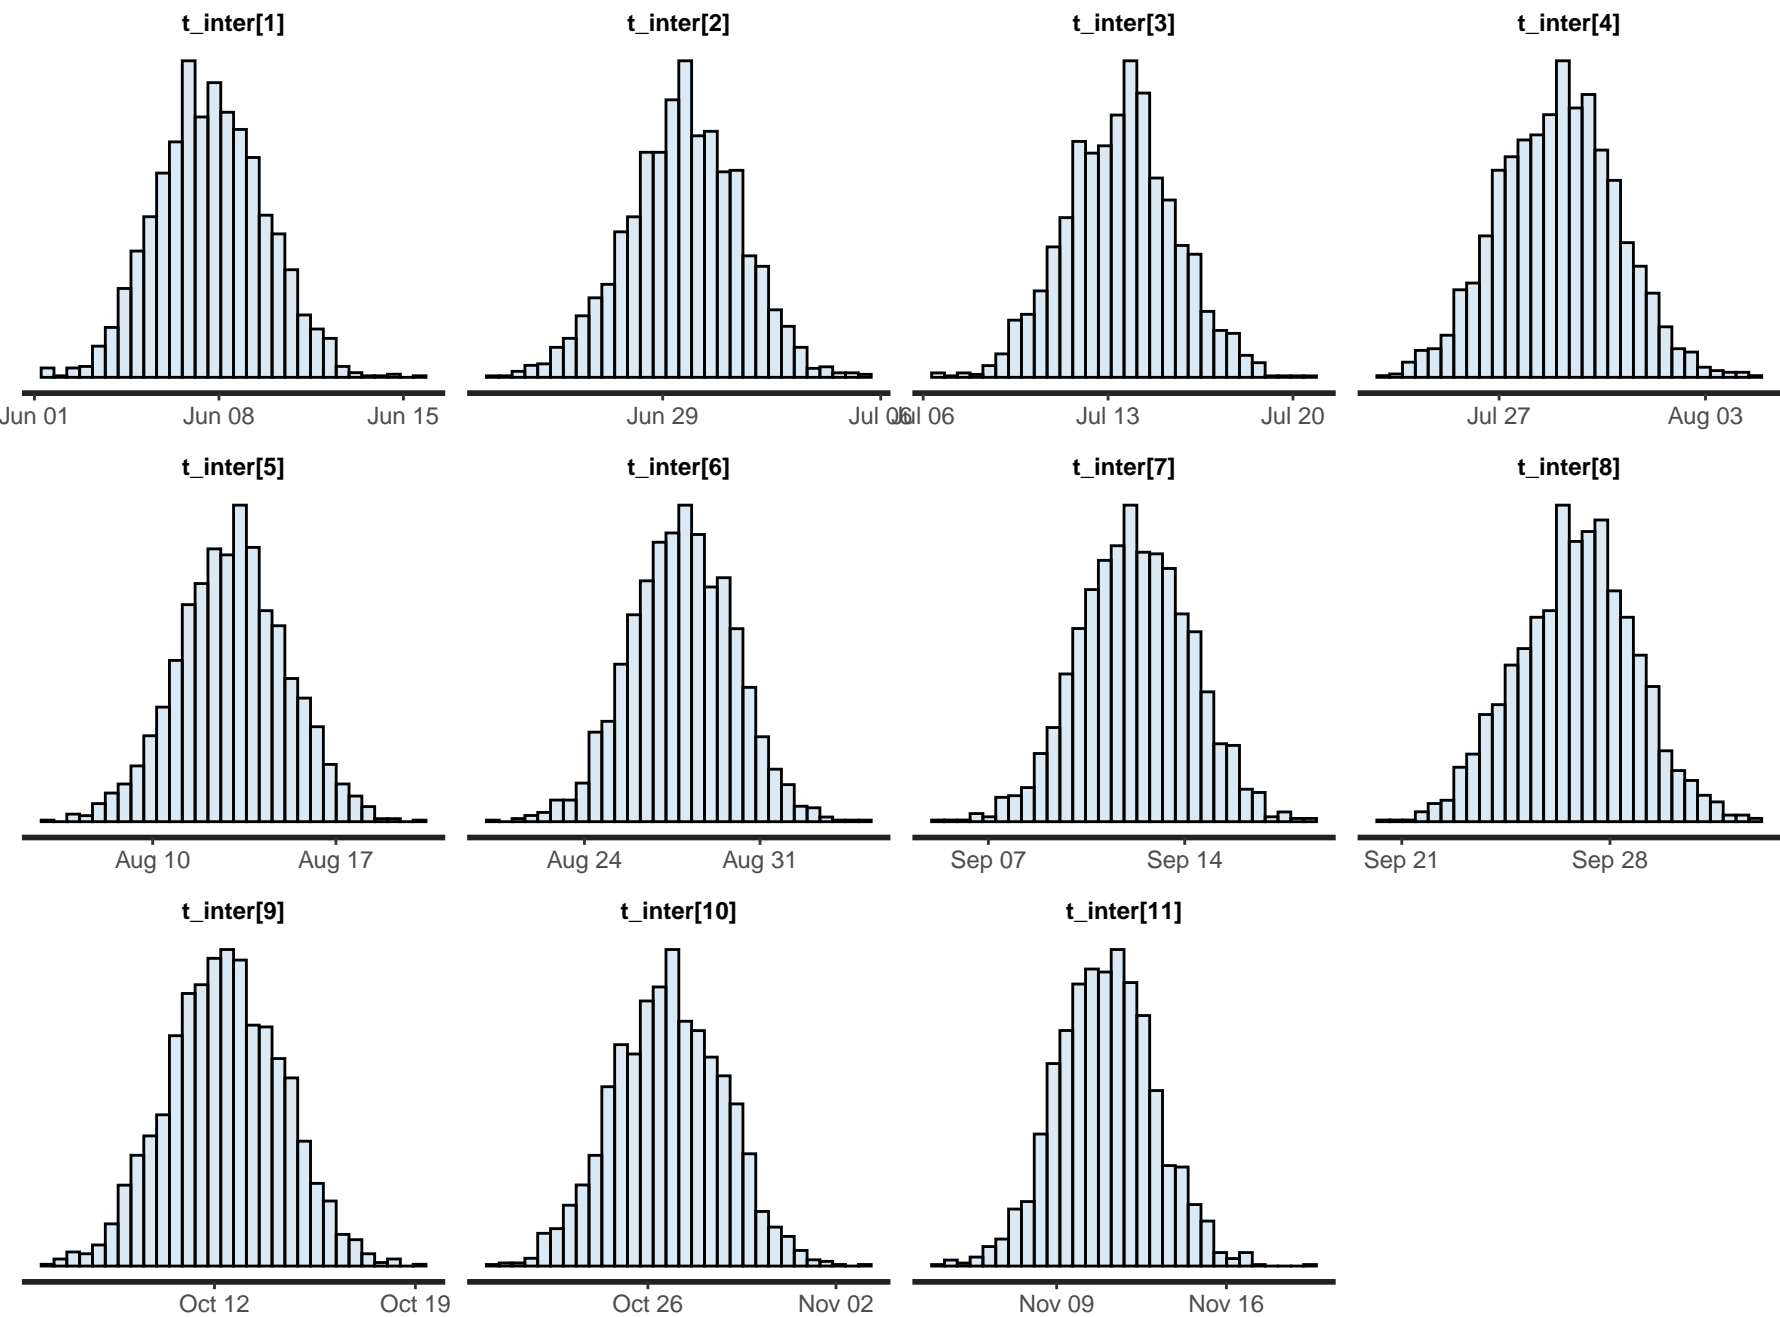 t_inter[1] t_inter[2] t_inter[3] t_inter[4]
Jun 01 Jun 08 Jun 15 Jun 29 Jul 06 Jul 06 Jul 13 Jul 20 Jul 27 Aug 03
t_inter[5] t_inter[6] t_inter[7] t_inter[8]
Aug 10 Aug 17 Aug 24 Aug 31 Sep 07 Sep 14 Sep 21 Sep 28
t_inter[9] t_inter[10] t_inter[11]
Oct 12 Oct 19 Oct 26 Nov 02 Nov 09 Nov 16